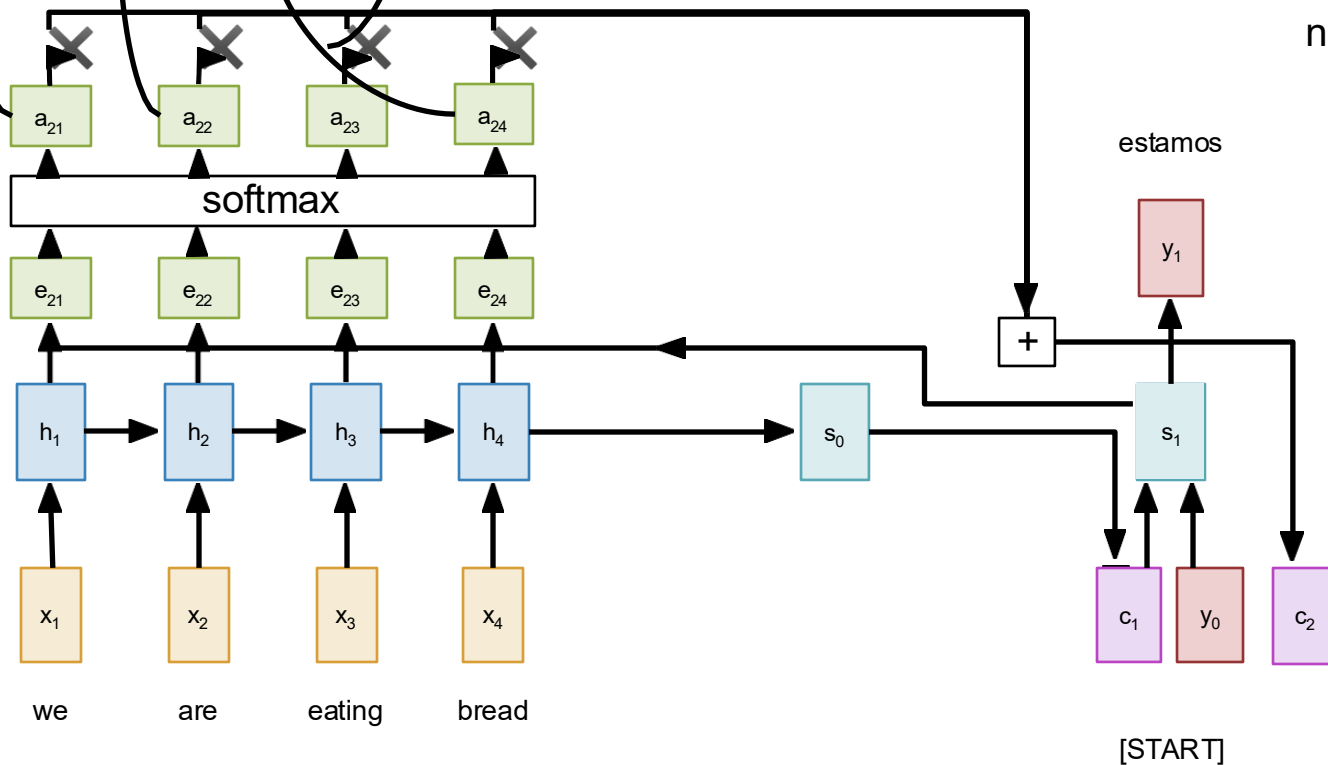 n
a21 a22 a23 a24
estamos
softmax
y1
e21 e22 e23 e24
+
h1 h2 h3 h4 s0 s1
x1 x2 x3 x4 c1 y0 c2
we are eating bread
[START]